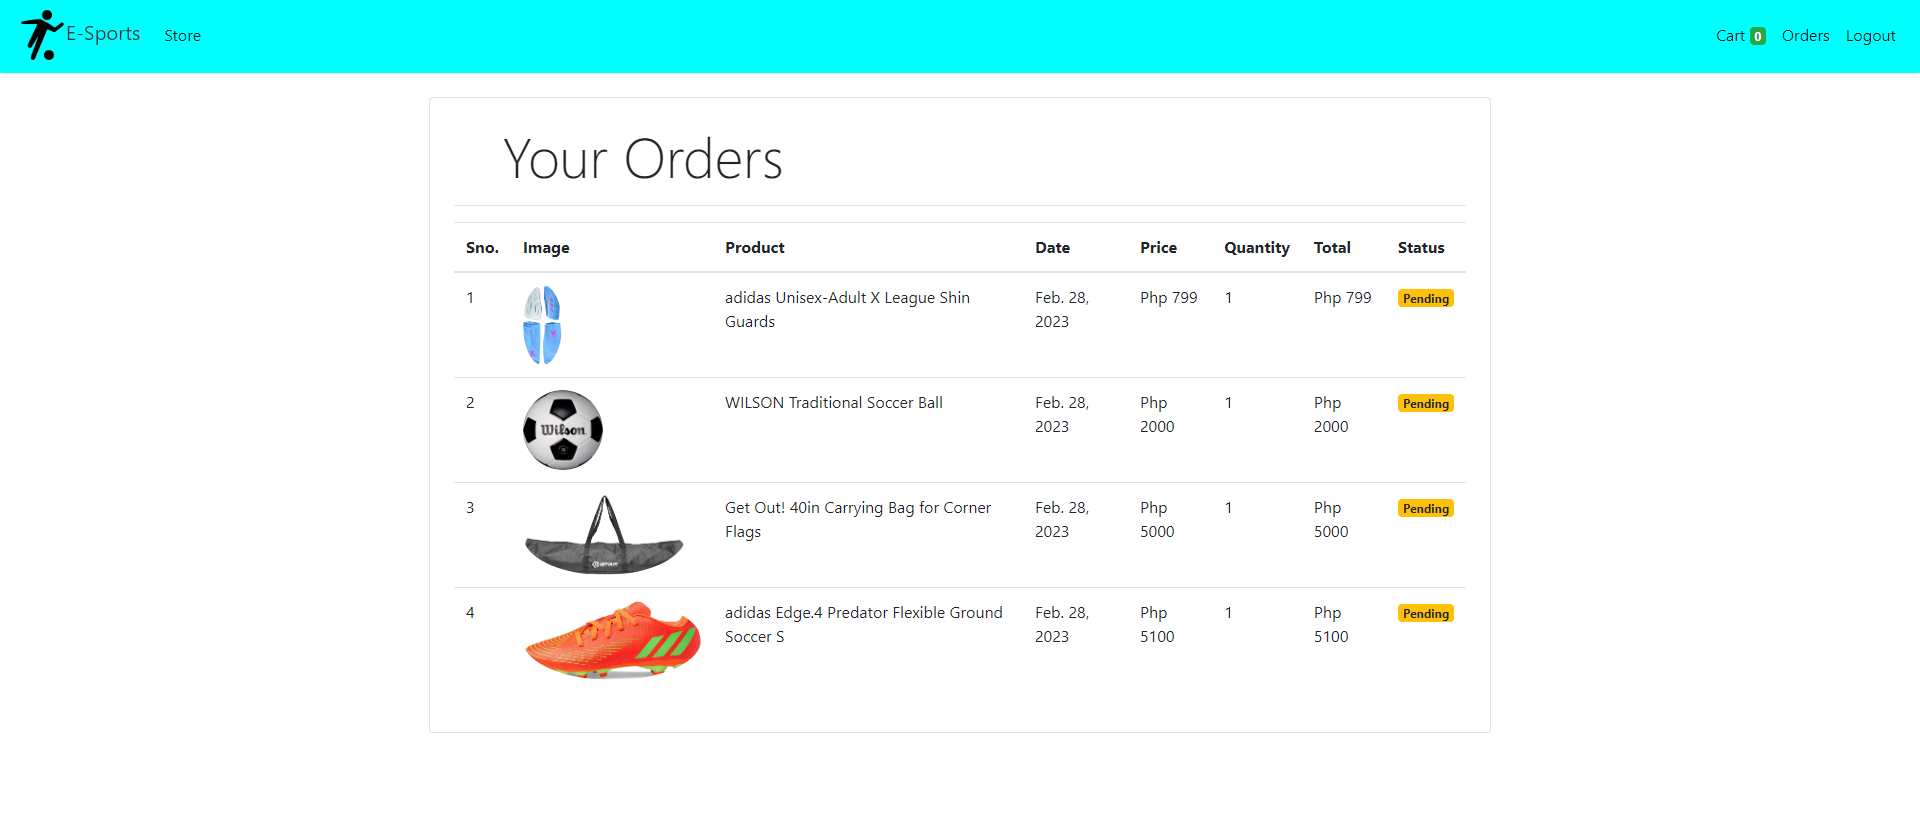 E-Sports Store Cart 0 Orders Logout
Your Orders
Sno. Image Product Date Price Quantity Total Status
1 adidas Unisex-Adult X League Shin Feb. 28, Php 799 1 Php 799 Pending
Guards 2023
Wilson
2 WILSON Traditional Soccer Ball Feb. 28, Php 1 Php Pending
2023 2000 2000
3 Get Out! 40in Carrying Bag for Corner Feb. 28, Php 1 Php Pending
Flags 2023 5000 5000
GET OUT!
4 adidas Edge.4 Predator Flexible Ground Feb. 28, Php 1 Php Pending
Soccer S 2023 5100 5100